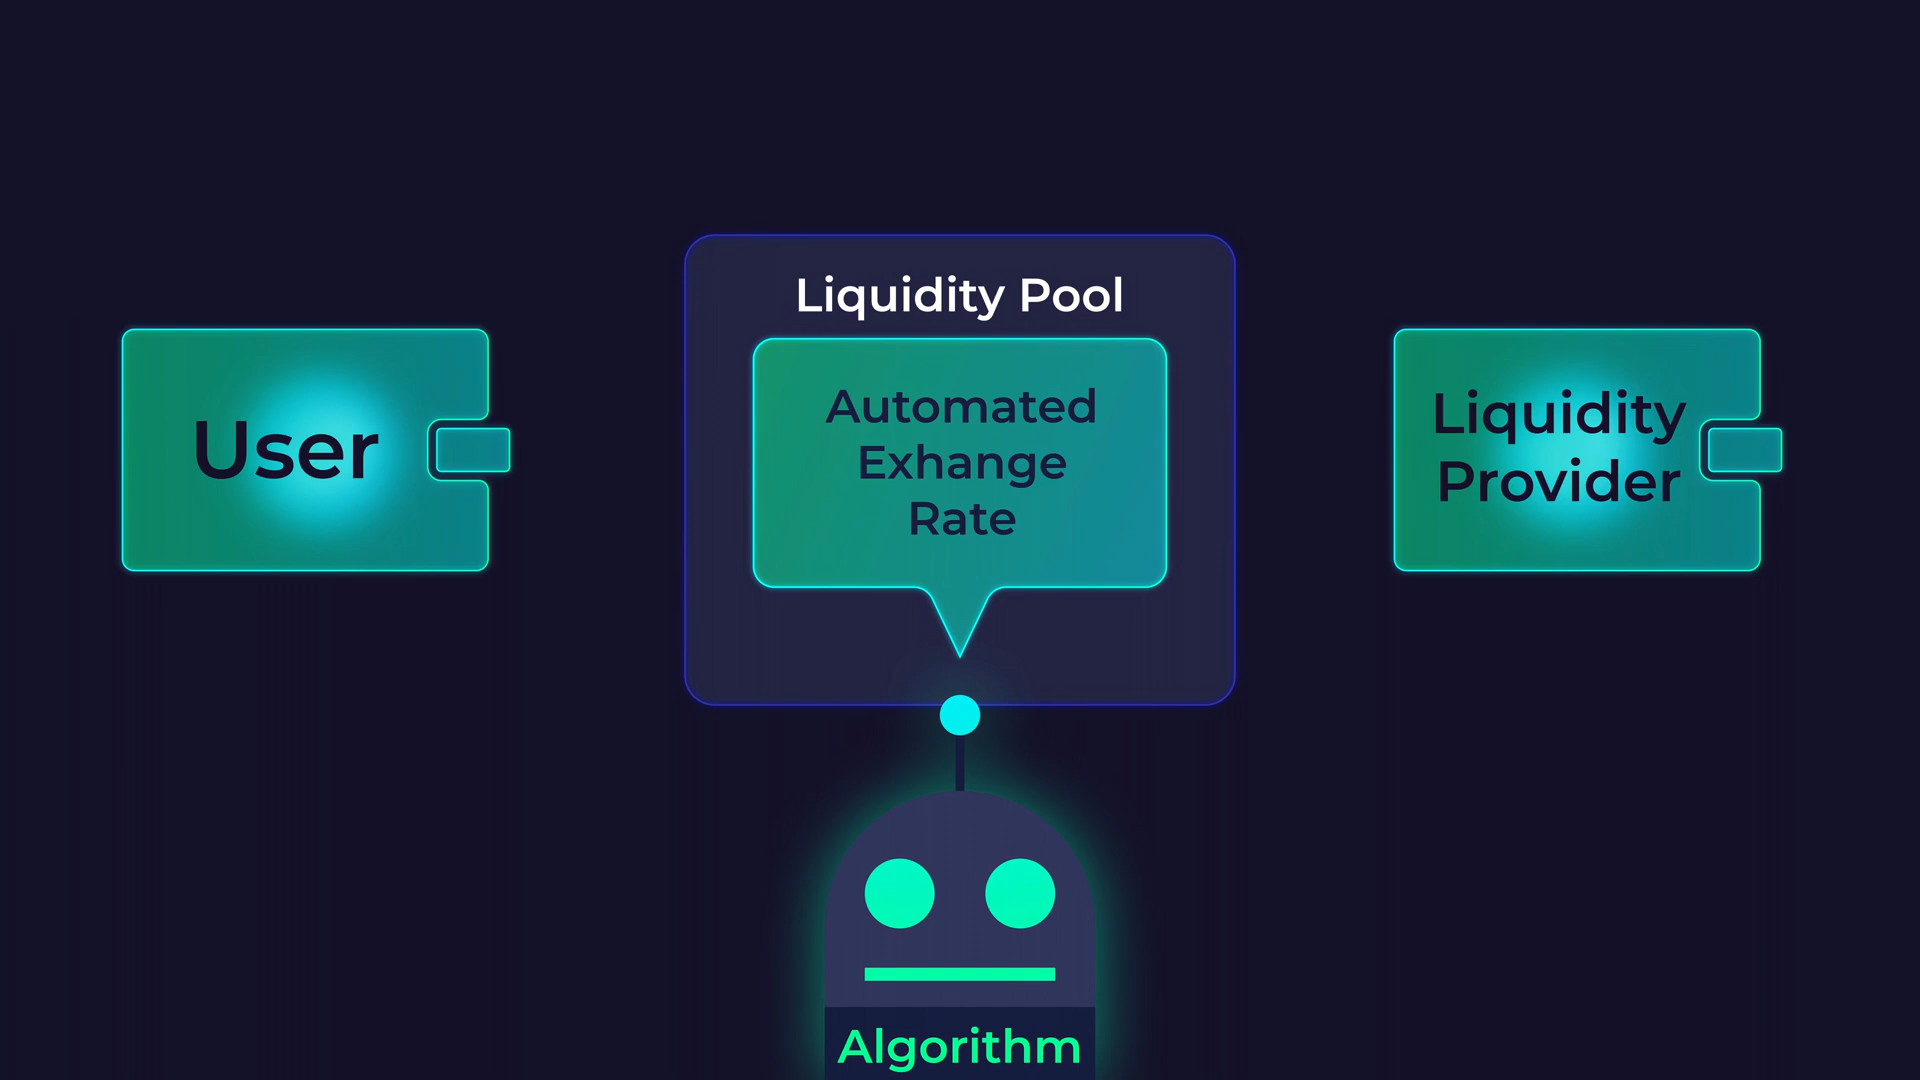 User
Liquidity Pool
Automated
Exhange
Rate
Liquidity
Provider
Algorithm